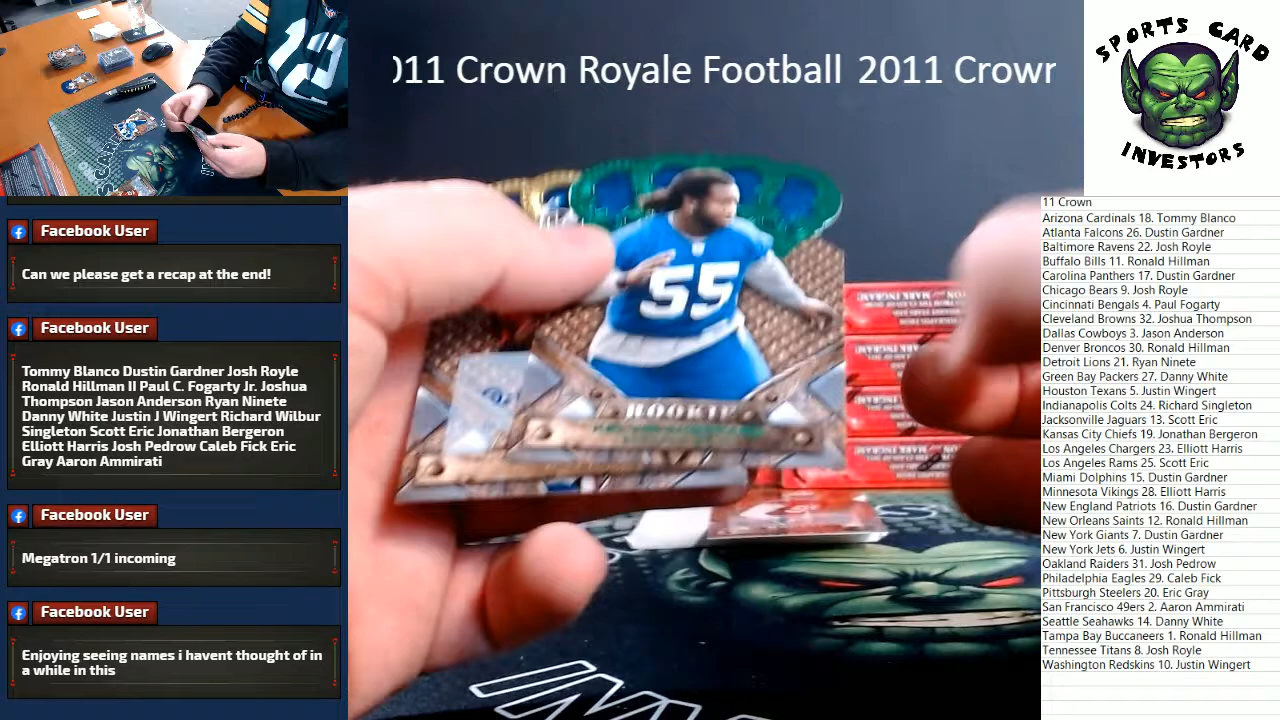 )11 Crown Royale Football 2011 Crowr
SPORTS CARD
INVESTORS
12
55
ROOKIE
MARK INGRAM
Facebook User
Can we please get a recap at the end!
Facebook User
Tommy Blanco Dustin Gardner Josh Royle
Ronald Hillman II Paul C. Fogarty Jr. Joshua
Thompson Jason Anderson Ryan Ninete
Danny White Justin J Wingert Richard Wilbur
Singleton Scott Eric Jonathan Bergeron
Elliott Harris Josh Pedrow Caleb Fick Eric
Gray Aaron Ammirati
Facebook User
Megatron 1/1 incoming
Facebook User
Enjoying seeing names i havent thought of in
a while in this
11 Crown
Arizona Cardinals 18. Tommy Blanco
Atlanta Falcons 26. Dustin Gardner
Baltimore Ravens 22. Josh Royle
Buffalo Bills 11. Ronald Hillman
Carolina Panthers 17. Dustin Gardner
Chicago Bears 9. Josh Royle
Cincinnati Bengals 4. Paul Fogarty
Cleveland Browns 32. Joshua Thompson
Dallas Cowboys 3. Jason Anderson
Denver Broncos 30. Ronald Hillman
Detroit Lions 21. Ryan Ninete
Green Bay Packers 27. Danny White
Houston Texans 5. Justin Wingert
Indianapolis Colts 24. Richard Singleton
Jacksonville Jaguars 13. Scott Eric
Kansas City Chiefs 19. Jonathan Bergeron
Los Angeles Chargers 23. Elliott Harris
Los Angeles Rams 25. Scott Eric
Miami Dolphins 15. Dustin Gardner
Minnesota Vikings 28. Elliott Harris
New England Patriots 16. Dustin Gardner
New Orleans Saints 12. Ronald Hillman
New York Giants 7. Dustin Gardner
New York Jets 6. Justin Wingert
Oakland Raiders 31. Josh Pedrow
Philadelphia Eagles 29. Caleb Fick
Pittsburgh Steelers 20. Eric Gray
San Francisco 49ers 2. Aaron Ammirati
Seattle Seahawks 14. Danny White
Tampa Bay Buccaneers 1. Ronald Hillman
Tennessee Titans 8. Josh Royle
Washington Redskins 10. Justin Wingert